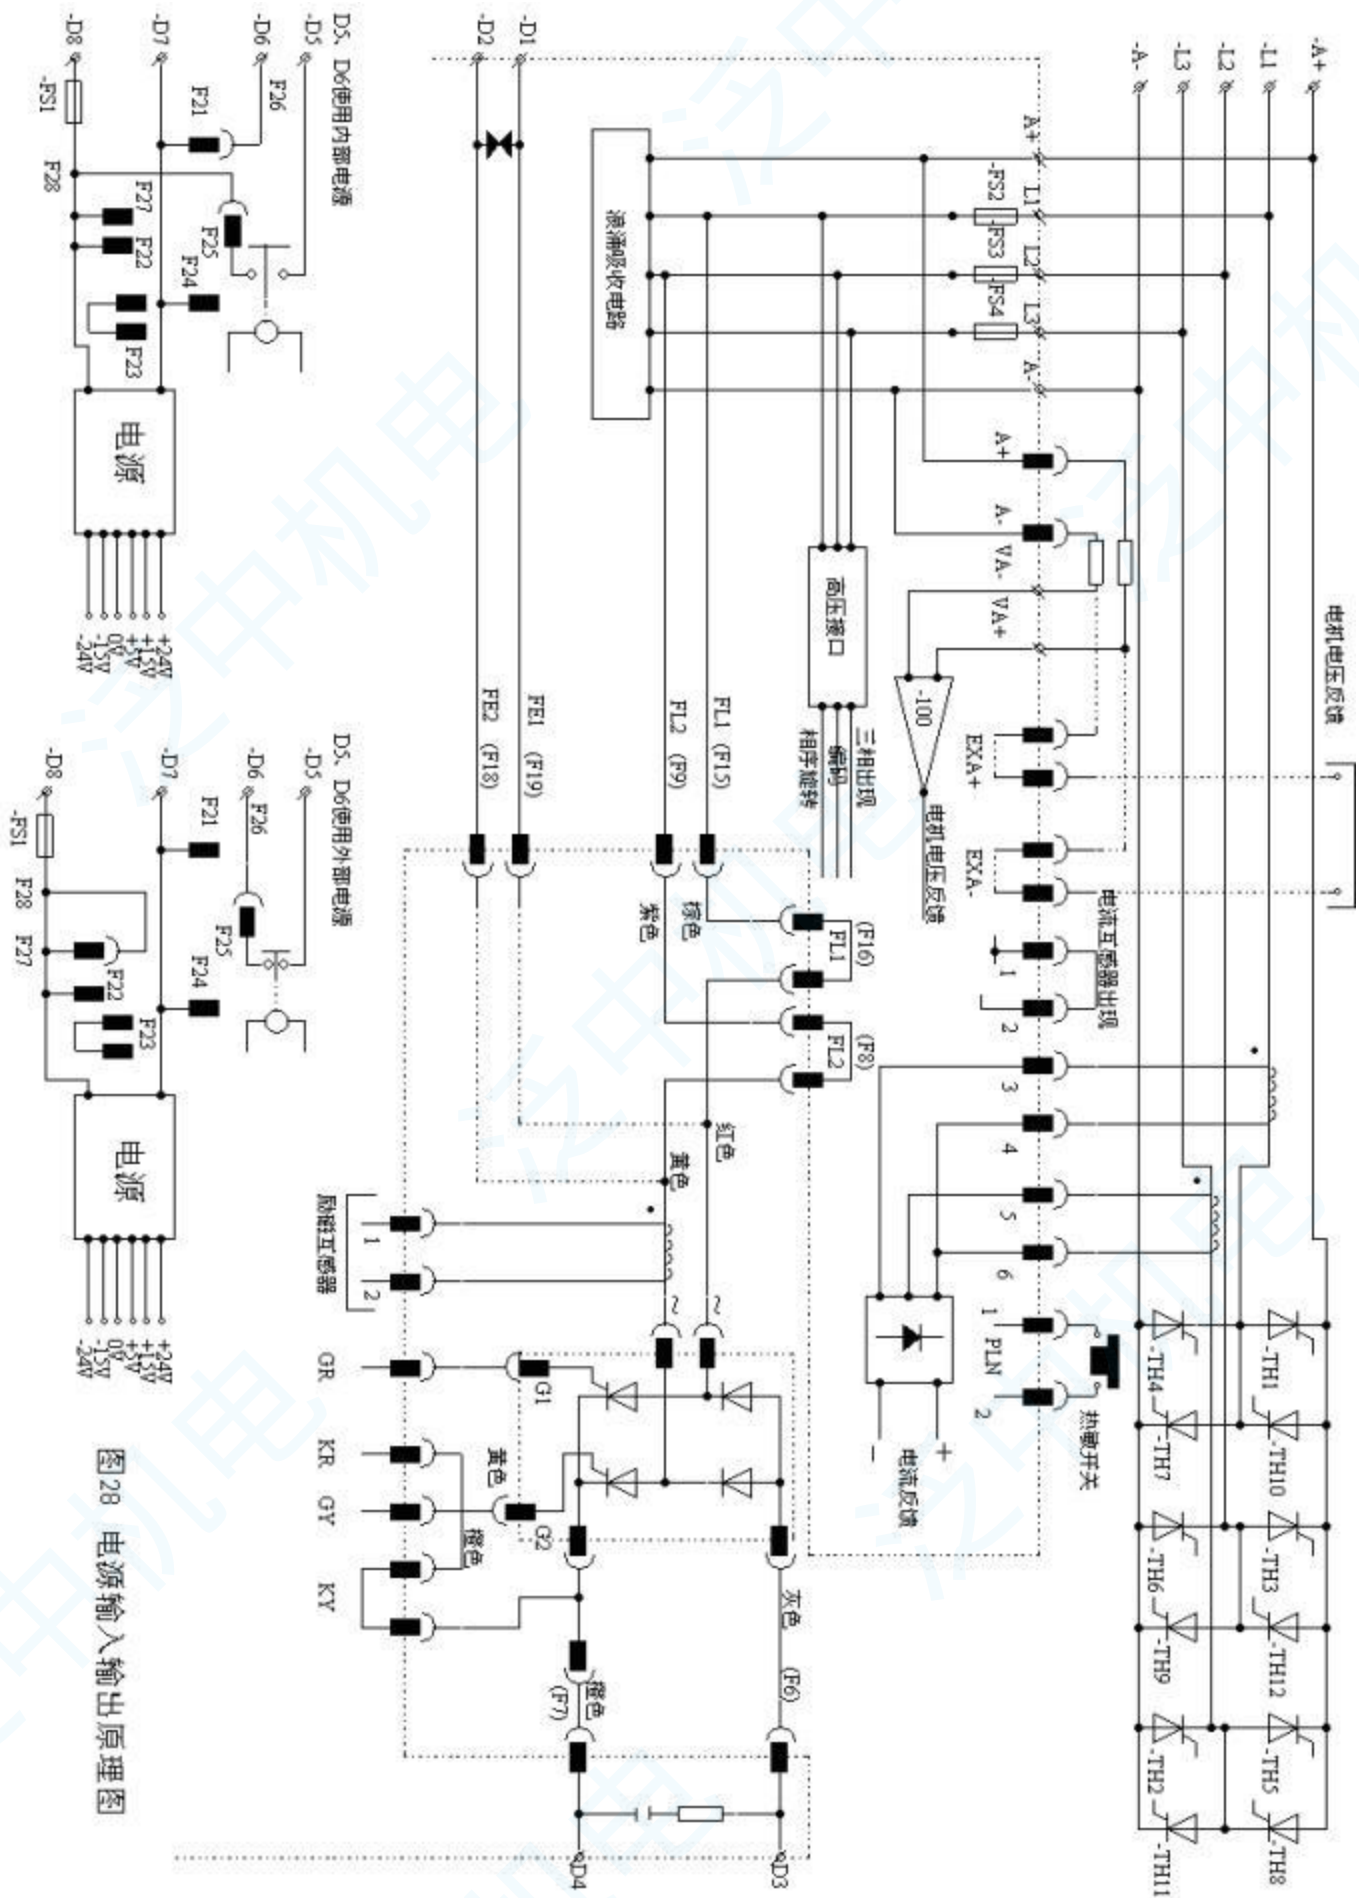 -A+
-L1
-L2
-L3
-A-
A+
L1
L2
L3
A-
-FS2
-FS3
-FS4
浪涌吸收电路
A+
A-
VA-
VA+
电机电压反馈
高压接口
-100
电机电压反馈
三相出现
编码
相序旋转
EXA+
EXA-
电流互感器出现
1
2
3
4
5
6
1
PLN
2
热敏开关
+
-
电流反馈
-TH1
-TH10
-TH3
-TH12
-TH5
-TH8
-TH4
-TH7
-TH6
-TH9
-TH2
-TH11
-D1
-D2
FL1 (F15)
FL2 (F9)
FE1 (F19)
FE2 (F18)
棕色
紫色
(F16)
FL1
(F8)
FL2
红色
黄色
励磁互感器
1
2
~
~
GR
KR
GY
KY
G1
G2
黄色
橙色
灰色
(F6)
橙色
(F7)
D3
D4
D5、D6使用内部电源
-D5
-D6
-D7
-D8
F26
F21
-FS1
F28
F27
F22
F25
F24
F23
电源
+24V
+15V
+5V
0V
-15V
-24V
D5、D6使用外部电源
-D5
-D6
-D7
-D8
F26
F21
-FS1
F28
F27
F25
F24
F22
F23
电源
+24V
+15V
+5V
0V
-15V
-24V
图28 电源输入输出原理图
泛中机电